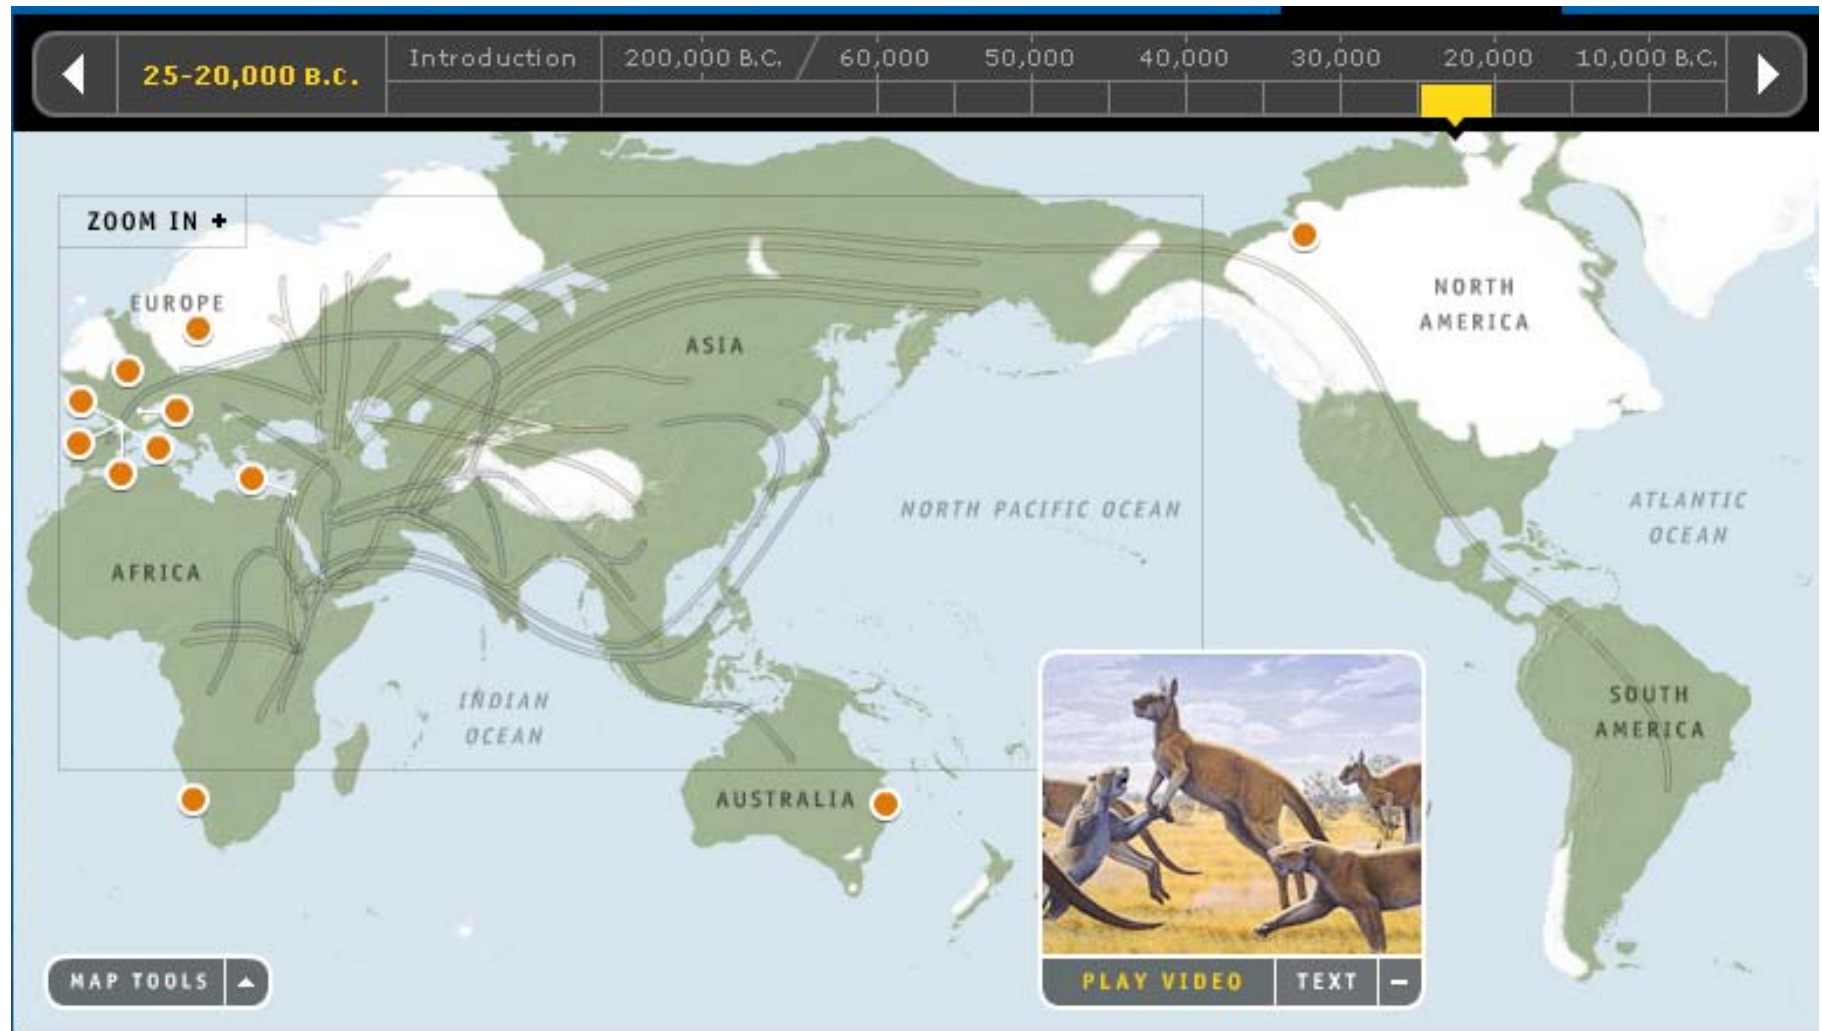 25-20,000 B.C.
Introduction
200,000 B.C.
60,000
50,000
40,000
30,000
20,000
10,000 B.C.
ZOOM IN +
EUROPE
ASIA
NORTH
AMERICA
NORTH PACIFIC OCEAN
ATLANTIC
OCEAN
AFRICA
INDIAN
OCEAN
SOUTH
AMERICA
AUSTRALIA
MAP TOOLS
PLAY VIDEO
TEXT